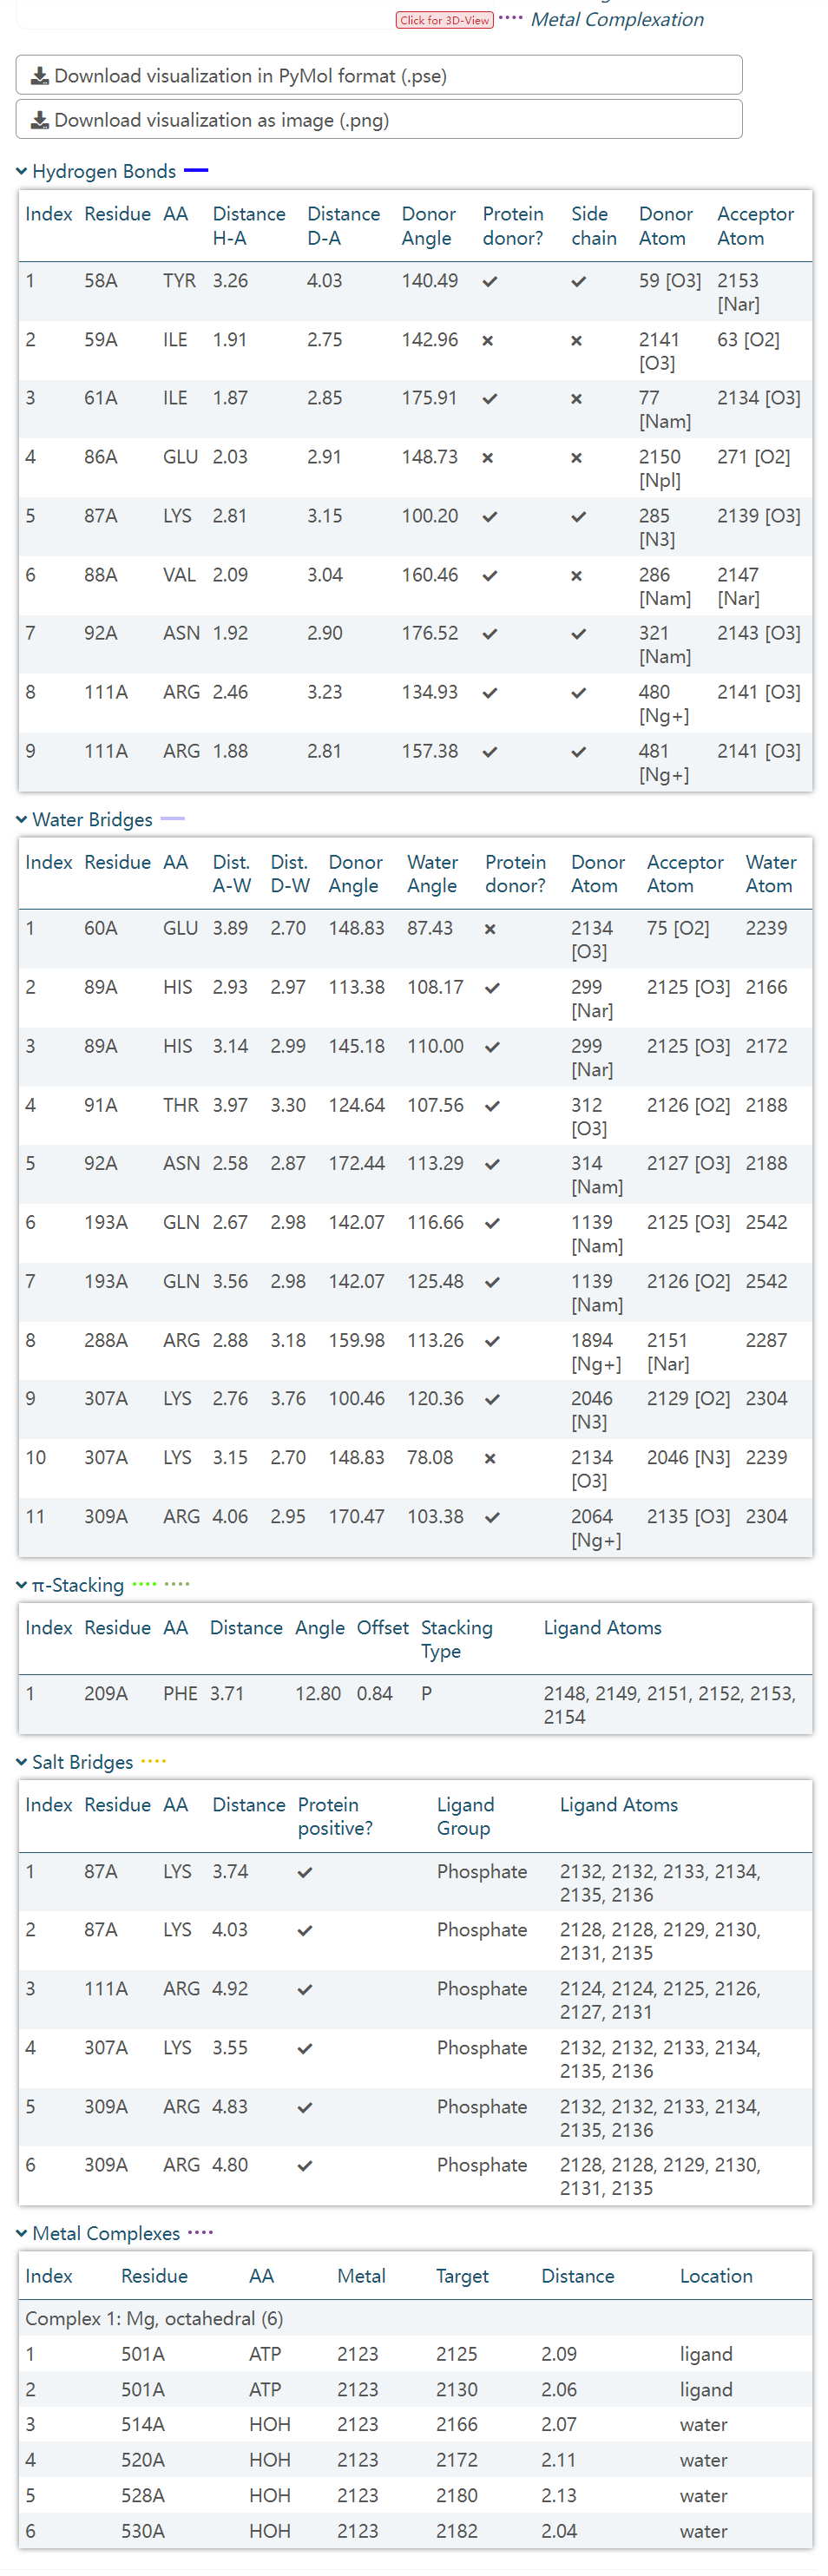 Click for 3D-View Metal Complexation
Download visualization in PyMol format (.pse)
Download visualization as image (.png)
Hydrogen Bonds
Index Residue AA Distance H-A Distance D-A Donor Angle Protein donor? Side chain Donor Atom Acceptor Atom
1 58A TYR 3.26 4.03 140.49 ✓ ✓ 59 [O3] 2153 [Nar]
2 59A ILE 1.91 2.75 142.96 × × 2141 [O3] 63 [O2]
3 61A ILE 1.87 2.85 175.91 ✓ × 77 [Nam] 2134 [O3]
4 86A GLU 2.03 2.91 148.73 × × 2150 [Npl] 271 [O2]
5 87A LYS 2.81 3.15 100.20 ✓ ✓ 285 [N3] 2139 [O3]
6 88A VAL 2.09 3.04 160.46 ✓ × 286 [Nam] 2147 [Nar]
7 92A ASN 1.92 2.90 176.52 ✓ ✓ 321 [Nam] 2143 [O3]
8 111A ARG 2.46 3.23 134.93 ✓ ✓ 480 [Ng+] 2141 [O3]
9 111A ARG 1.88 2.81 157.38 ✓ ✓ 481 [Ng+] 2141 [O3]
Water Bridges
Index Residue AA Dist. A-W Dist. D-W Donor Angle Water Angle Protein donor? Donor Atom Acceptor Atom Water Atom
1 60A GLU 3.89 2.70 148.83 87.43 × 2134 [O3] 75 [O2] 2239
2 89A HIS 2.93 2.97 113.38 108.17 ✓ 299 [Nar] 2125 [O3] 2166
3 89A HIS 3.14 2.99 145.18 110.00 ✓ 299 [Nar] 2125 [O3] 2172
4 91A THR 3.97 3.30 124.64 107.56 ✓ 312 [O3] 2126 [O2] 2188
5 92A ASN 2.58 2.87 172.44 113.29 ✓ 314 [Nam] 2127 [O3] 2188
6 193A GLN 2.67 2.98 142.07 116.66 ✓ 1139 [Nam] 2125 [O3] 2542
7 193A GLN 3.56 2.98 142.07 125.48 ✓ 1139 [Nam] 2126 [O2] 2542
8 288A ARG 2.88 3.18 159.98 113.26 ✓ 1894 [Ng+] 2151 [Nar] 2287
9 307A LYS 2.76 3.76 100.46 120.36 ✓ 2046 [N3] 2129 [O2] 2304
10 307A LYS 3.15 2.70 148.83 78.08 × 2134 [O3] 2046 [N3] 2239
11 309A ARG 4.06 2.95 170.47 103.38 ✓ 2064 [Ng+] 2135 [O3] 2304
π-Stacking
Index Residue AA Distance Angle Offset Stacking Type Ligand Atoms
1 209A PHE 3.71 12.80 0.84 P 2148, 2149, 2151, 2152, 2153, 2154
Salt Bridges
Index Residue AA Distance Protein positive? Ligand Group Ligand Atoms
1 87A LYS 3.74 ✓ Phosphate 2132, 2132, 2133, 2134, 2135, 2136
2 87A LYS 4.03 ✓ Phosphate 2128, 2128, 2129, 2130, 2131, 2135
3 111A ARG 4.92 ✓ Phosphate 2124, 2124, 2125, 2126, 2127, 2131
4 307A LYS 3.55 ✓ Phosphate 2132, 2132, 2133, 2134, 2135, 2136
5 309A ARG 4.83 ✓ Phosphate 2132, 2132, 2133, 2134, 2135, 2136
6 309A ARG 4.80 ✓ Phosphate 2128, 2128, 2129, 2130, 2131, 2135
Metal Complexes
Index Residue AA Metal Target Distance Location
Complex 1: Mg, octahedral (6)
1 501A ATP 2123 2125 2.09 ligand
2 501A ATP 2123 2130 2.06 ligand
3 514A HOH 2123 2166 2.07 water
4 520A HOH 2123 2172 2.11 water
5 528A HOH 2123 2180 2.13 water
6 530A HOH 2123 2182 2.04 water